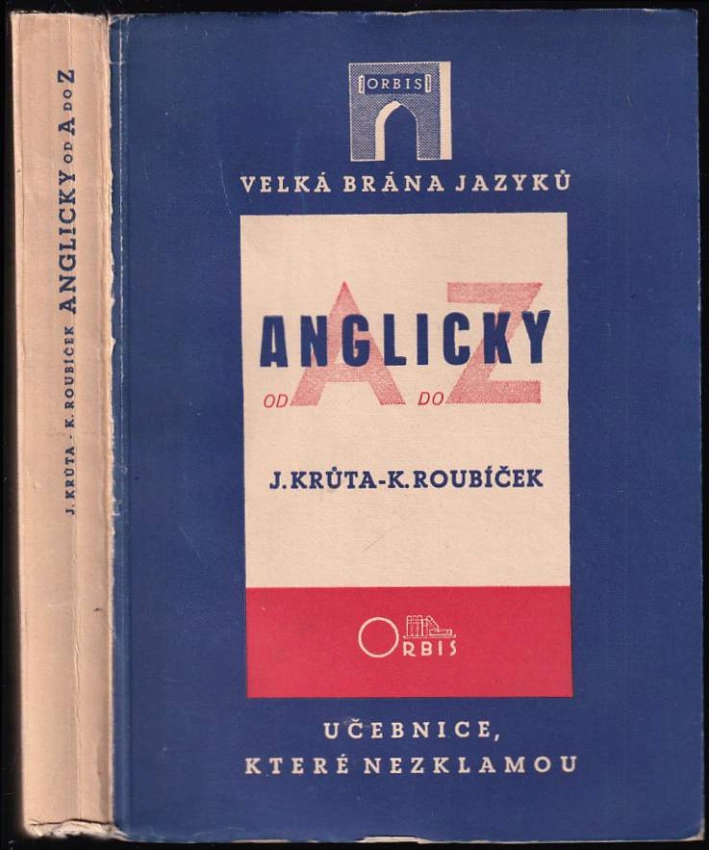 J. KRŮTA - K. ROUBÍČEK ANGLICKY OD A DO Z
ORBIS
VELKÁ BRÁNA JAZYKŮ
ANGLICKY
OD A DO Z
J. KRŮTA-K. ROUBÍČEK
ORBIS
UČEBNICE,
KTERÉ NEZKLAMOU